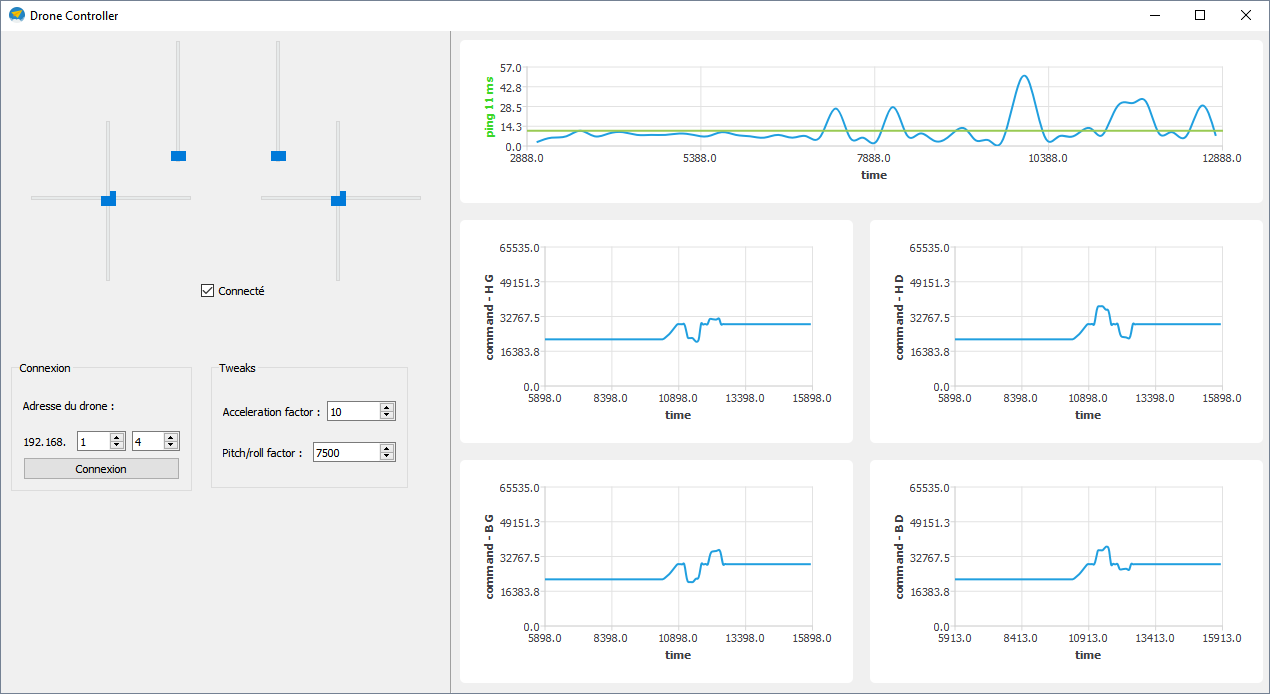 Drone Controller
Connecté
Connexion
Adresse du drone :
192.168. 1 4
Connexion
Tweaks
Acceleration factor : 10
Pitch/roll factor : 7500
ping 11 ms
57.0
42.8
28.5
14.3
0.0
2888.0 5388.0 7888.0 10388.0 12888.0
time
command - H G
65535.0
49151.3
32767.5
16383.8
0.0
5898.0 8398.0 10898.0 13398.0 15898.0
time
command - H D
65535.0
49151.3
32767.5
16383.8
0.0
5898.0 8398.0 10898.0 13398.0 15898.0
time
command - B G
65535.0
49151.3
32767.5
16383.8
0.0
5898.0 8398.0 10898.0 13398.0 15898.0
time
command - B D
65535.0
49151.3
32767.5
16383.8
0.0
5913.0 8413.0 10913.0 13413.0 15913.0
time